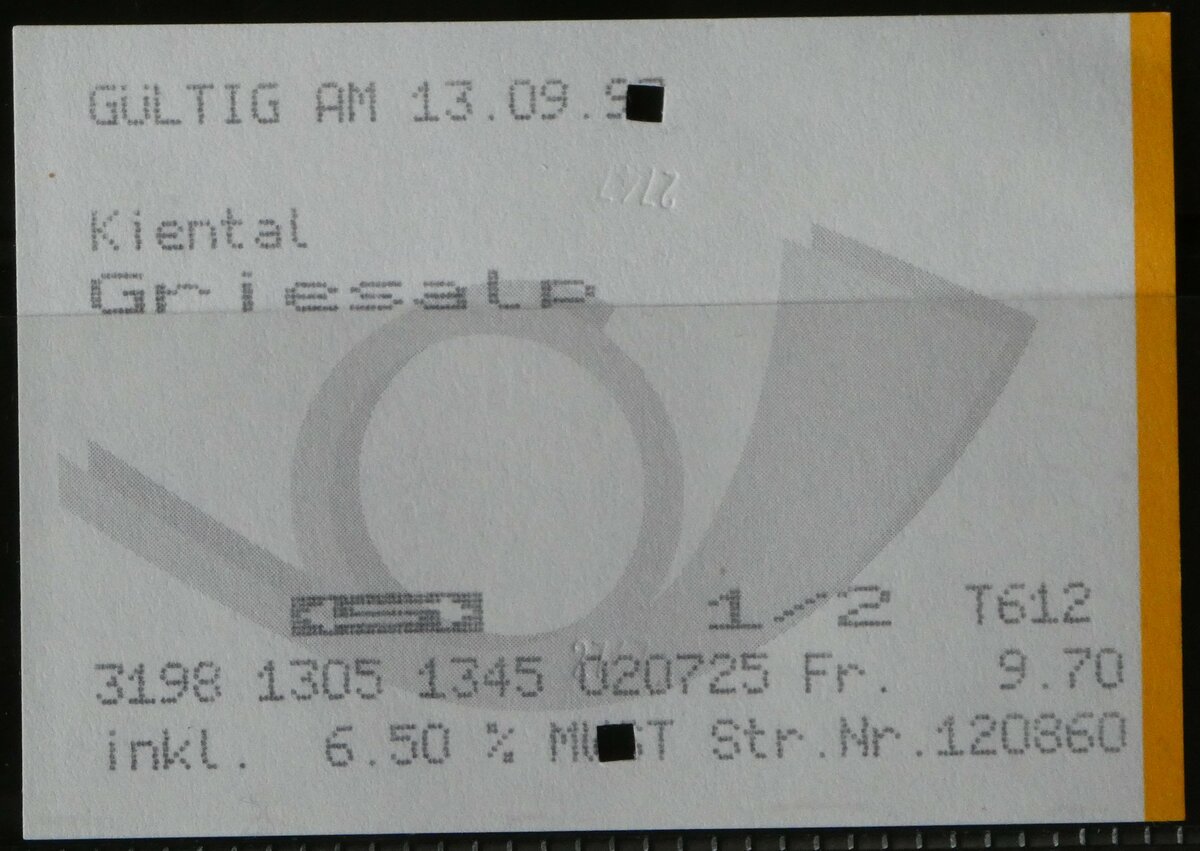 GÜLTIG AM 13.09.97
Kiental
Griesalp
1/2 T612
3198 1305 1345 020725 Fr. 9.70
inkl. 6.50 % MWST Str.Nr.120860